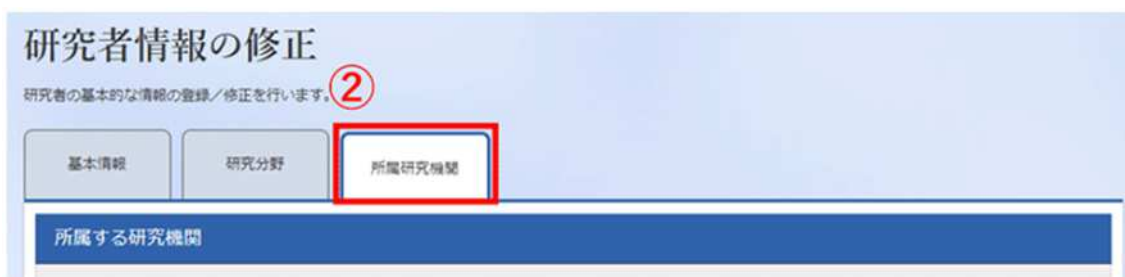 研究者情報の修正
研究者の基本的な情報の登録／修正を行います。
②
基本情報 研究分野 所属研究機関
所属する研究機関